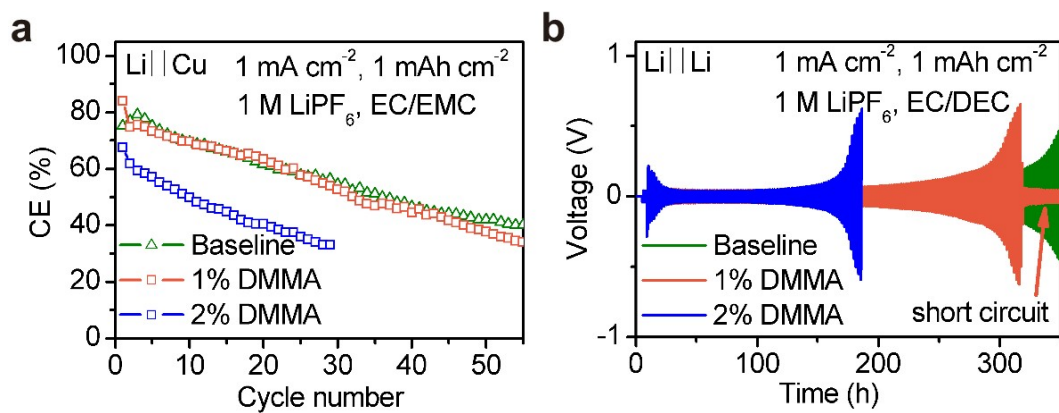 a
100
80
60
40
20
0
CE (%)
Li||Cu 1 mA cm⁻², 1 mAh cm⁻²
1 M LiPF₆, EC/EMC
Baseline
1% DMMA
2% DMMA
0 10 20 30 40 50
Cycle number
b
1
0
-1
Voltage (V)
Li||Li 1 mA cm⁻², 1 mAh cm⁻²
1 M LiPF₆, EC/DEC
Baseline
1% DMMA
2% DMMA
short circuit
0 100 200 300
Time (h)